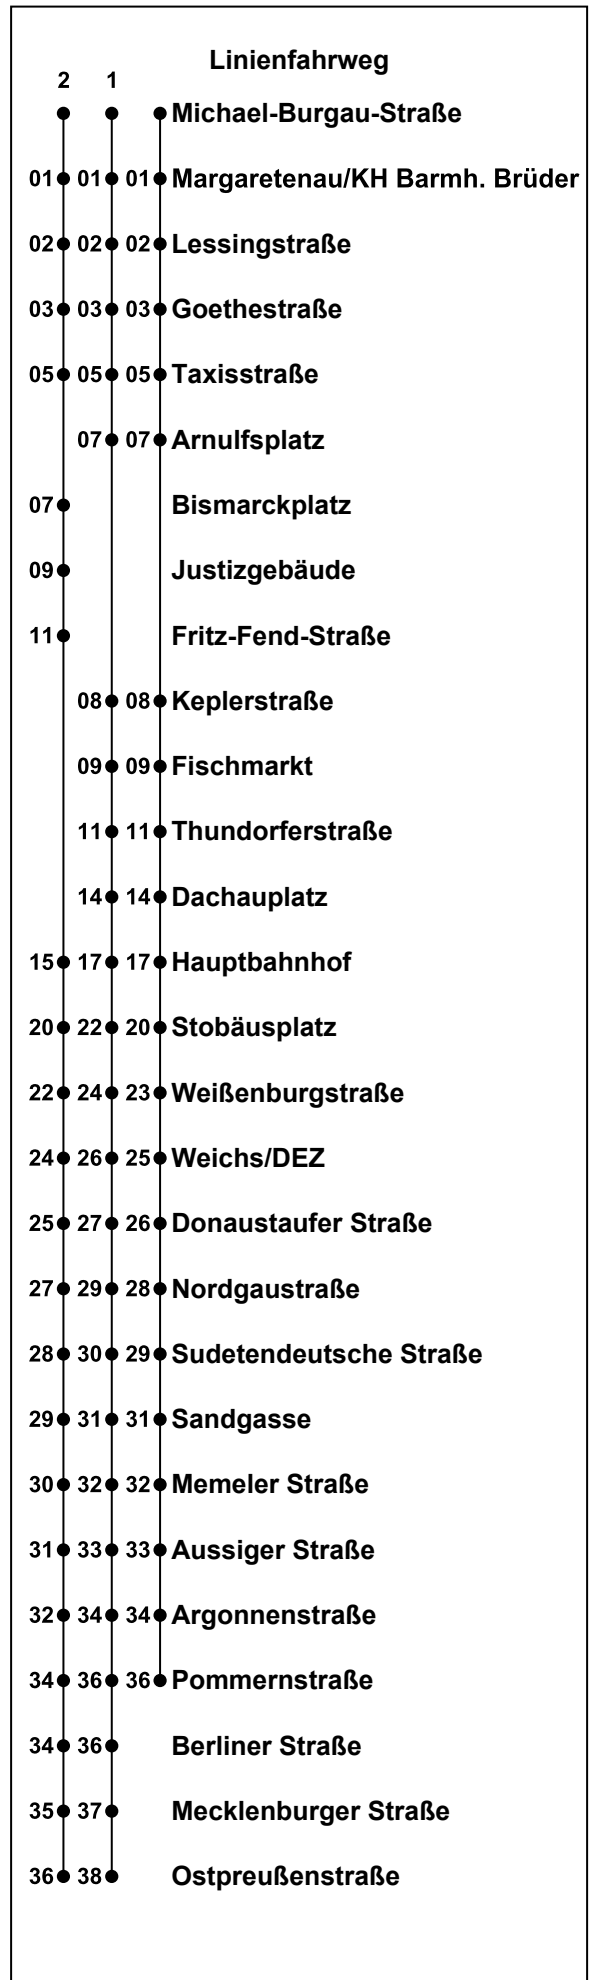 Linienfahrweg
2 1
Michael-Burgau-Straße
01 01 01 Margaretenau/KH Barmh. Brüder
02 02 02 Lessingstraße
03 03 03 Goethestraße
05 05 05 Taxisstraße
07 07 Arnulfsplatz
07 Bismarckplatz
09 Justizgebäude
11 Fritz-Fend-Straße
08 08 Keplerstraße
09 09 Fischmarkt
11 11 Thundorferstraße
14 14 Dachauplatz
15 17 17 Hauptbahnhof
20 22 20 Stobäusplatz
22 24 23 Weißenburgstraße
24 26 25 Weichs/DEZ
25 27 26 Donaustaufer Straße
27 29 28 Nordgaustraße
28 30 29 Sudetendeutsche Straße
29 31 31 Sandgasse
30 32 32 Memeler Straße
31 33 33 Aussiger Straße
32 34 34 Argonnenstraße
34 36 36 Pommernstraße
34 36 Berliner Straße
35 37 Mecklenburger Straße
36 38 Ostpreußenstraße